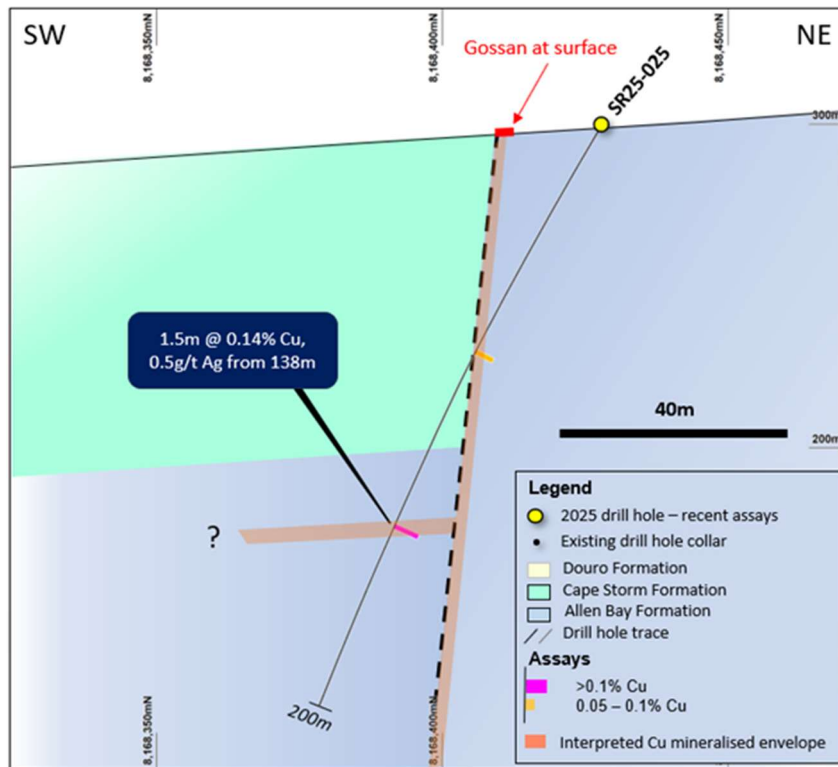 SW
8,168,350mN
8,168,400mN
8,168,450mN
NE
Gossan at surface
SR25-025
300m
1.5m @ 0.14% Cu,
0.5g/t Ag from 138m
40m
200m
?
200m
8,168,350mN
8,168,400mN
Legend
2025 drill hole – recent assays
Existing drill hole collar
Douro Formation
Cape Storm Formation
Allen Bay Formation
Drill hole trace
Assays
>0.1% Cu
0.05 – 0.1% Cu
Interpreted Cu mineralised envelope